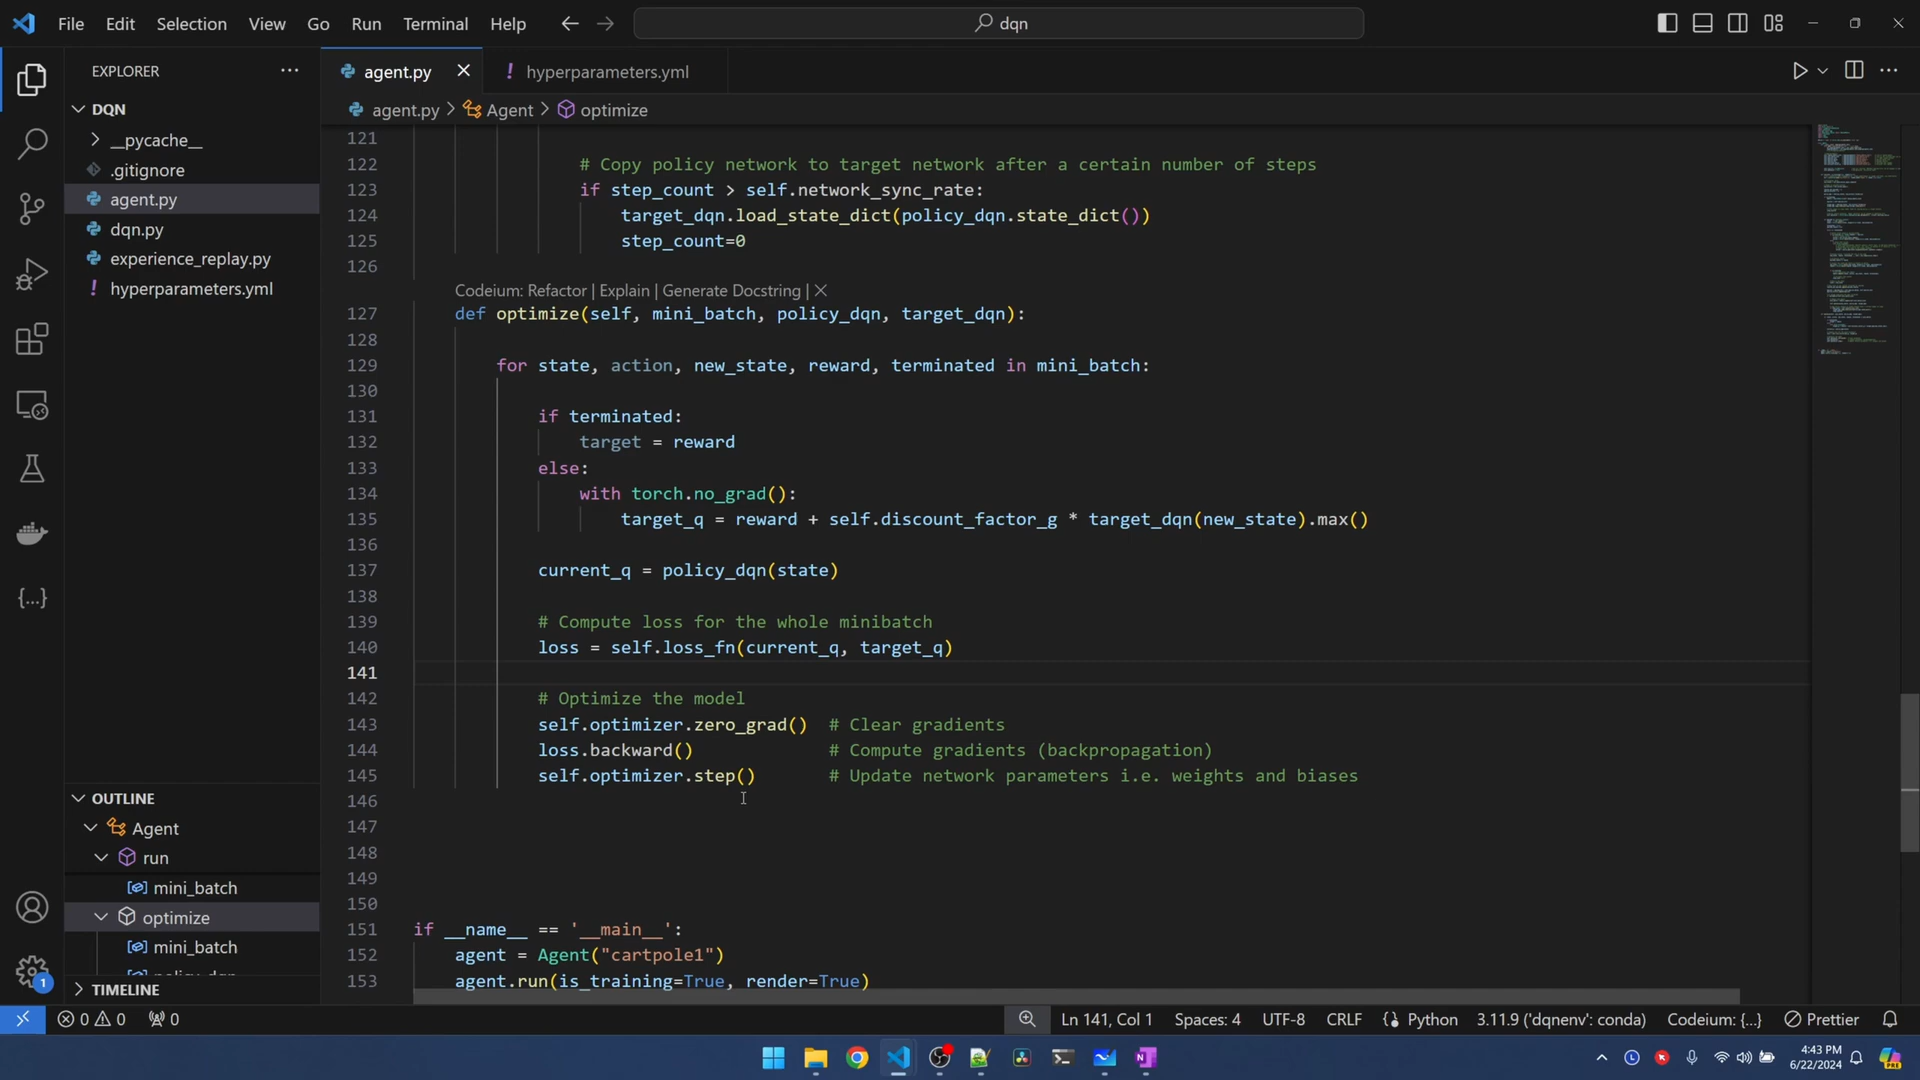 File Edit Selection View Go Run Terminal Help dqn
EXPLORER
DQN
__pycache__
.gitignore
agent.py
dqn.py
experience_replay.py
hyperparameters.yml
OUTLINE
Agent
run
mini_batch
optimize
mini_batch
policy_dqn
TIMELINE
agent.py hyperparameters.yml
agent.py > Agent > optimize
121
122 # Copy policy network to target network after a certain number of steps
123 if step_count > self.network_sync_rate:
124 target_dqn.load_state_dict(policy_dqn.state_dict())
125 step_count=0
126
Codeium: Refactor | Explain | Generate Docstring | ×
127 def optimize(self, mini_batch, policy_dqn, target_dqn):
128
129 for state, action, new_state, reward, terminated in mini_batch:
130
131 if terminated:
132 target = reward
133 else:
134 with torch.no_grad():
135 target_q = reward + self.discount_factor_g * target_dqn(new_state).max()
136
137 current_q = policy_dqn(state)
138
139 # Compute loss for the whole minibatch
140 loss = self.loss_fn(current_q, target_q)
141
142 # Optimize the model
143 self.optimizer.zero_grad() # Clear gradients
144 loss.backward() # Compute gradients (backpropagation)
145 self.optimizer.step() # Update network parameters i.e. weights and biases
146
147
148
149
150
151 if __name__ == '__main__':
152 agent = Agent("cartpole1")
153 agent.run(is_training=True, render=True)
1
0 0 0 Ln 141, Col 1 Spaces: 4 UTF-8 CRLF Python 3.11.9 ('dqnenv': conda) Codeium: {...} Prettier
4:43 PM
6/22/2024